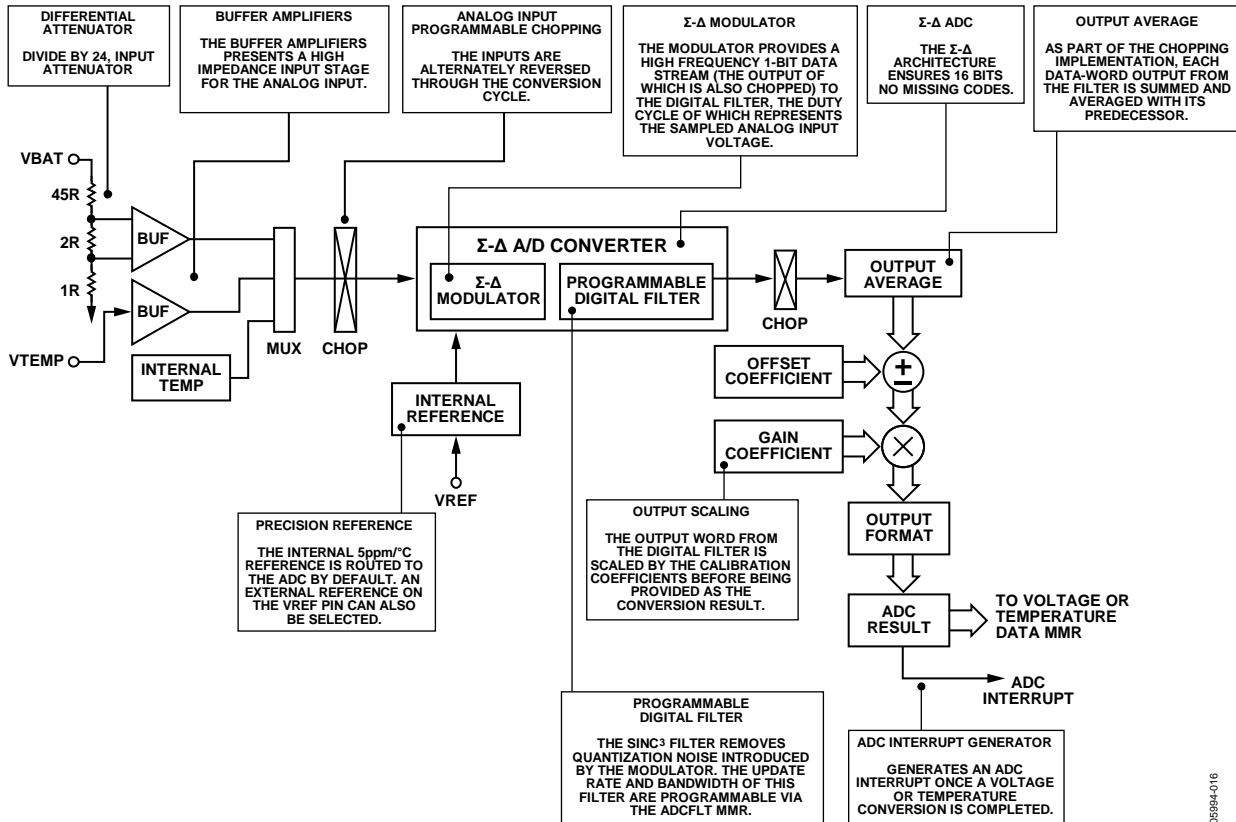 DIFFERENTIAL
ATTENUATOR
DIVIDE BY 24, INPUT
ATTENUATOR
BUFFER AMPLIFIERS
THE BUFFER AMPLIFIERS
PRESENTS A HIGH
IMPEDANCE INPUT STAGE
FOR THE ANALOG INPUT.
ANALOG INPUT
PROGRAMMABLE CHOPPING
THE INPUTS ARE
ALTERNATELY REVERSED
THROUGH THE CONVERSION
CYCLE.
Σ-Δ MODULATOR
THE MODULATOR PROVIDES A
HIGH FREQUENCY 1-BIT DATA
STREAM (THE OUTPUT OF
WHICH IS ALSO CHOPPED) TO
THE DIGITAL FILTER, THE DUTY
CYCLE OF WHICH REPRESENTS
THE SAMPLED ANALOG INPUT
VOLTAGE.
Σ-Δ ADC
THE Σ-Δ
ARCHITECTURE
ENSURES 16 BITS
NO MISSING CODES.
OUTPUT AVERAGE
AS PART OF THE CHOPPING
IMPLEMENTATION, EACH
DATA-WORD OUTPUT FROM
THE FILTER IS SUMMED AND
AVERAGED WITH ITS
PREDECESSOR.
VBAT
45R
2R
1R
BUF
BUF
VTEMP
INTERNAL
TEMP
MUX
CHOP
Σ-Δ A/D CONVERTER
Σ-Δ
MODULATOR
PROGRAMMABLE
DIGITAL FILTER
CHOP
OUTPUT
AVERAGE
INTERNAL
REFERENCE
VREF
OFFSET
COEFFICIENT
±
GAIN
COEFFICIENT
×
OUTPUT
FORMAT
ADC
RESULT
TO VOLTAGE OR
TEMPERATURE
DATA MMR
ADC
INTERRUPT
PRECISION REFERENCE
THE INTERNAL 5ppm/°C
REFERENCE IS ROUTED TO
THE ADC BY DEFAULT. AN
EXTERNAL REFERENCE ON
THE VREF PIN CAN ALSO
BE SELECTED.
OUTPUT SCALING
THE OUTPUT WORD FROM
THE DIGITAL FILTER IS
SCALED BY THE CALIBRATION
COEFFICIENTS BEFORE BEING
PROVIDED AS THE
CONVERSION RESULT.
PROGRAMMABLE
DIGITAL FILTER
THE SINC3 FILTER REMOVES
QUANTIZATION NOISE INTRODUCED
BY THE MODULATOR. THE UPDATE
RATE AND BANDWIDTH OF THIS
FILTER ARE PROGRAMMABLE VIA
THE ADCFLT MMR.
ADC INTERRUPT GENERATOR
GENERATES AN ADC
INTERRUPT ONCE A VOLTAGE
OR TEMPERATURE
CONVERSION IS COMPLETED.
05994-016